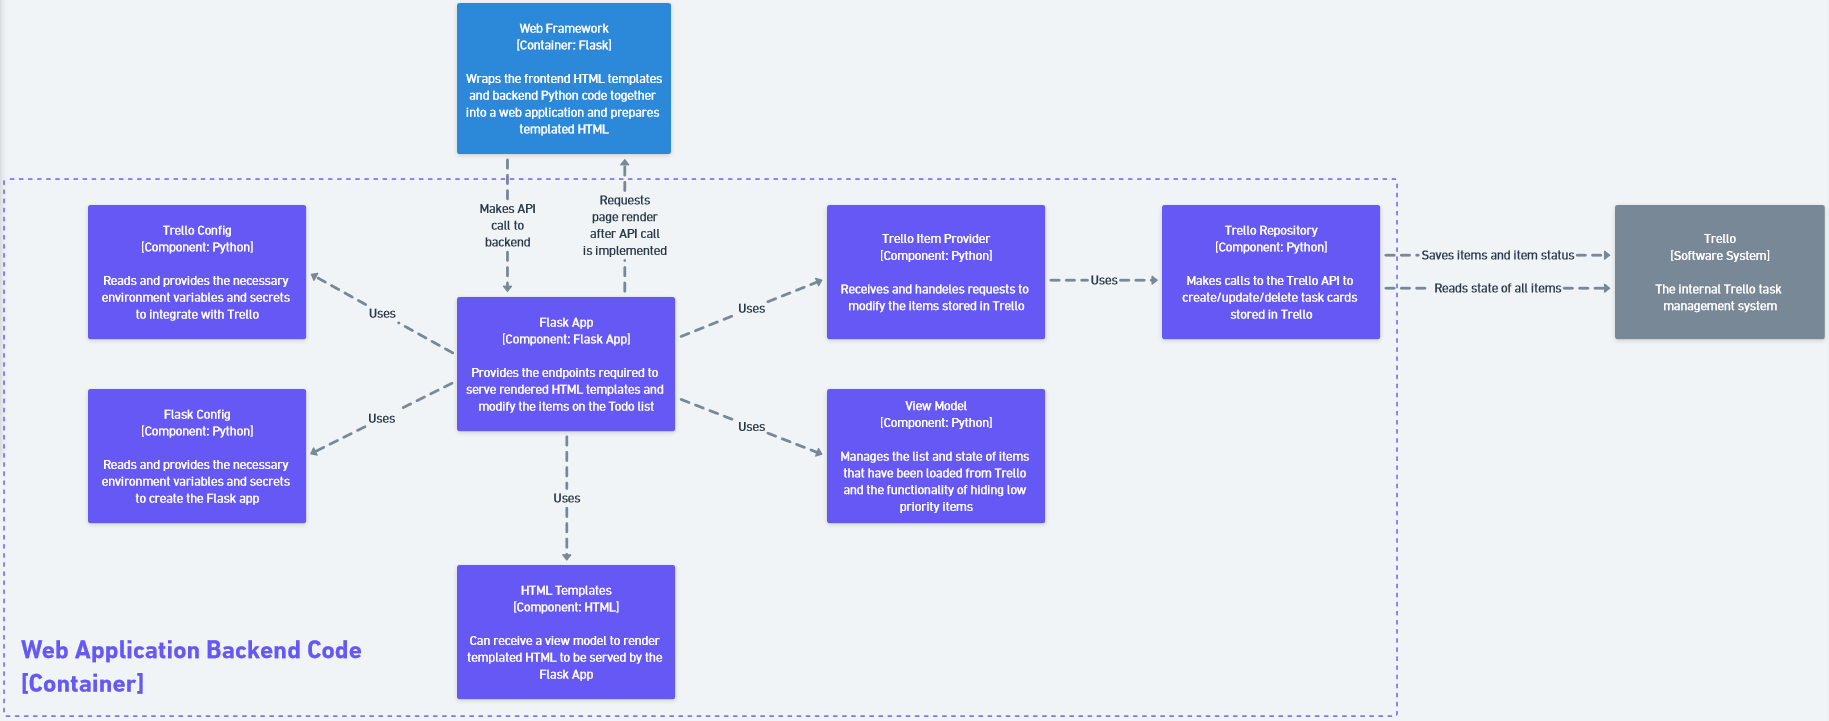 Web Framework
[Container: Flask]
Wraps the frontend HTML templates
and backend Python code together
into a web application and prepares
templated HTML
Makes API
call to
backend
Requests
page render
after API call
is implemented
Trello Config
[Component: Python]
Reads and provides the necessary
environment variables and secrets
to integrate with Trello
Uses
Flask App
[Component: Flask App]
Provides the endpoints required to
serve rendered HTML templates and
modify the items on the Todo list
Uses
Trello Item Provider
[Component: Python]
Receives and handeles requests to
modify the items stored in Trello
Uses
Trello Repository
[Component: Python]
Makes calls to the Trello API to
create/update/delete task cards
stored in Trello
Saves items and item status
Reads state of all items
Trello
[Software System]
The internal Trello task
management system
Flask Config
[Component: Python]
Reads and provides the necessary
environment variables and secrets
to create the Flask app
Uses
Uses
View Model
[Component: Python]
Manages the list and state of items
that have been loaded from Trello
and the functionality of hiding low
priority items
Uses
HTML Templates
[Component: HTML]
Can receive a view model to render
templated HTML to be served by the
Flask App
Web Application Backend Code
[Container]